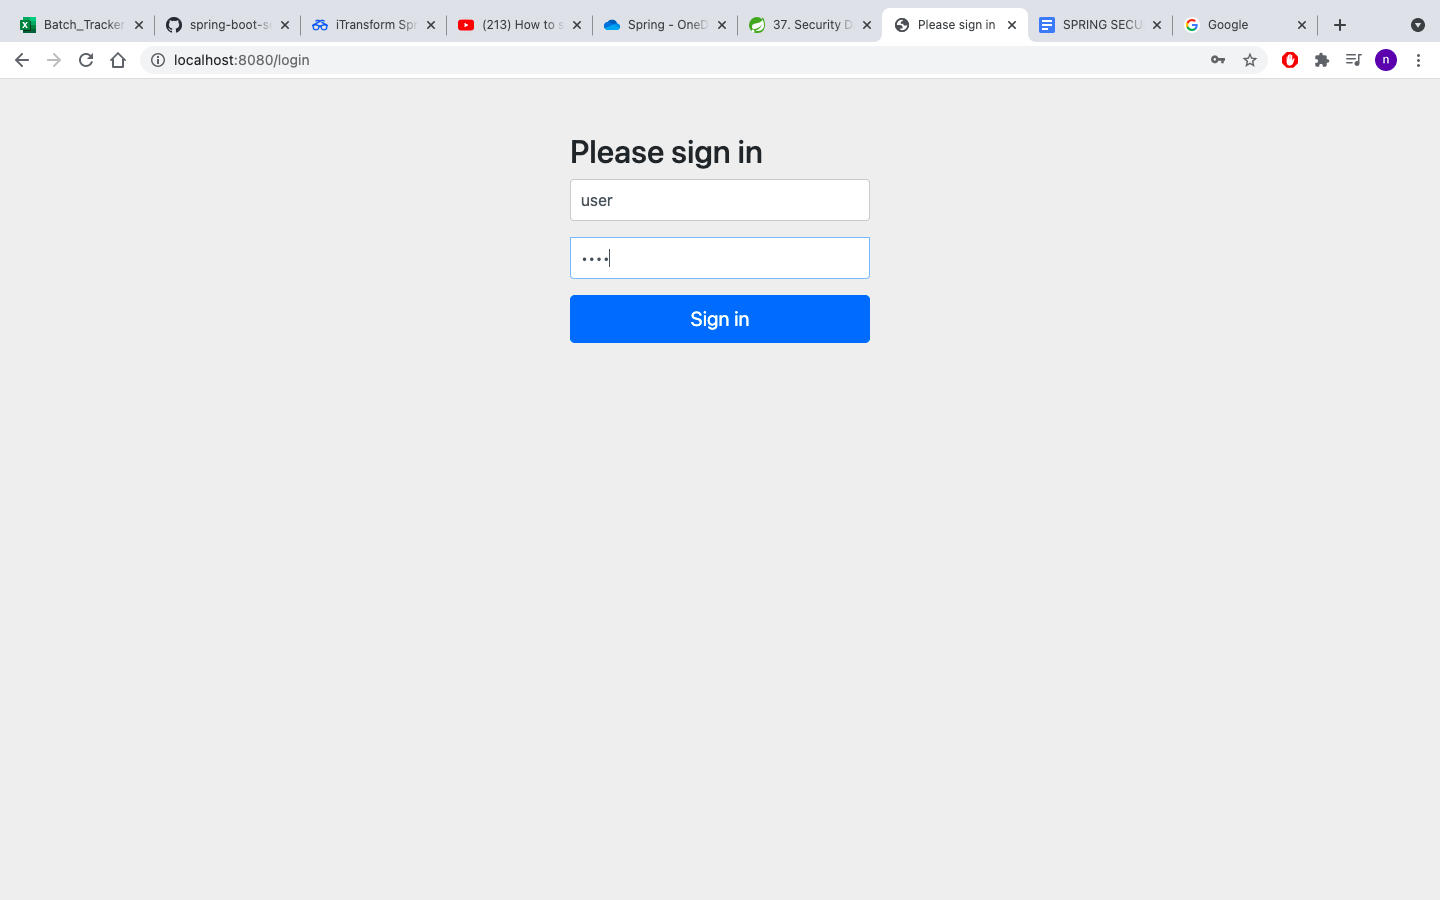 Batch_Tracker
spring-boot-se
iTransform Spr
(213) How to s
Spring - OneD
37. Security D
Please sign in
SPRING SECU
Google
localhost:8080/login
n
Please sign in
user
••••
Sign in